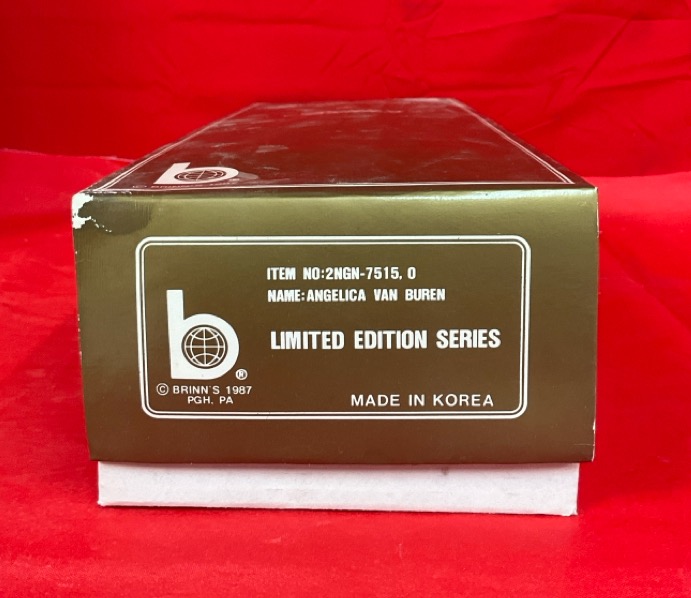 b
© BRINN'S
ITEM NO:2NGN-7515, 0
NAME:ANGELICA VAN BUREN
b®
LIMITED EDITION SERIES
© BRINN'S 1987
PGH, PA
MADE IN KOREA